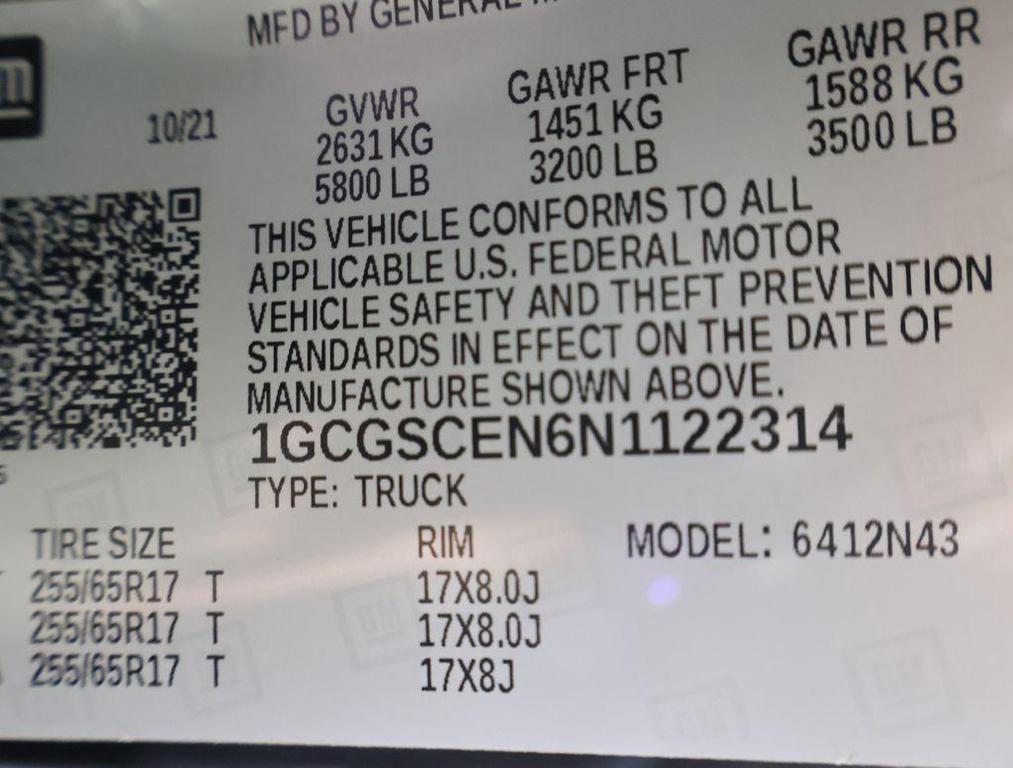 MFD BY GENERAL
m
10/21
GVWR
2631 KG
5800 LB
GAWR FRT
1451 KG
3200 LB
GAWR RR
1588 KG
3500 LB
THIS VEHICLE CONFORMS TO ALL
APPLICABLE U.S. FEDERAL MOTOR
VEHICLE SAFETY AND THEFT PREVENTION
STANDARDS IN EFFECT ON THE DATE OF
MANUFACTURE SHOWN ABOVE.
1GCGSCEN6N1122314
TYPE: TRUCK
TIRE SIZE RIM MODEL: 6412N43
255/65R17 T 17X8.0J
255/65R17 T 17X8.0J
255/65R17 T 17X8J